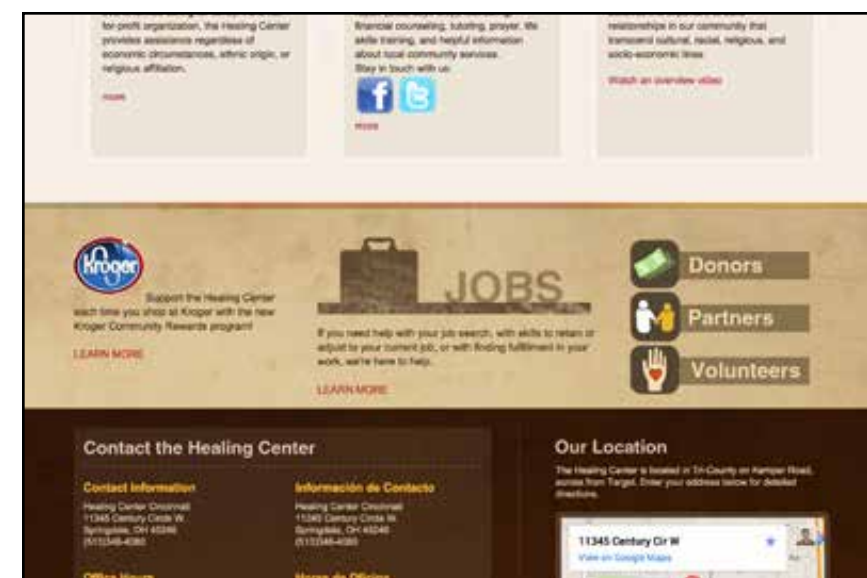 for-profit organization, the Healing Center
provides assistance regardless of
economic circumstances, ethnic origin, or
religious affiliation.
more
financial counseling, tutoring, prayer, life
skills training, and helpful information
about local community services.
Stay in touch with us:
more
relationships in our community that
transcend cultural, racial, religious, and
socio-economic lines.
Watch an overview video
Kroger
Support the Healing Center
each time you shop at Kroger with the new
Kroger Community Rewards program!
LEARN MORE
JOBS
If you need help with your job search, with skills to retain or
adjust to your current job, or with finding fulfillment in your
work, we're here to help.
LEARN MORE
Donors
Partners
Volunteers
Contact the Healing Center
Contact Information
Healing Center Cincinnati
11345 Century Circle W.
Springdale, OH 45246
(513)346-4080
Información de Contacto
Healing Center Cincinnati
11345 Century Circle W.
Springdale, OH 45246
(513)346-4080
Office Hours
Horas de Oficina
Our Location
The Healing Center is located in Tri-County on Kemper Road,
across from Target. Enter your address below for detailed
directions.
11345 Century Cir W
View on Google Maps